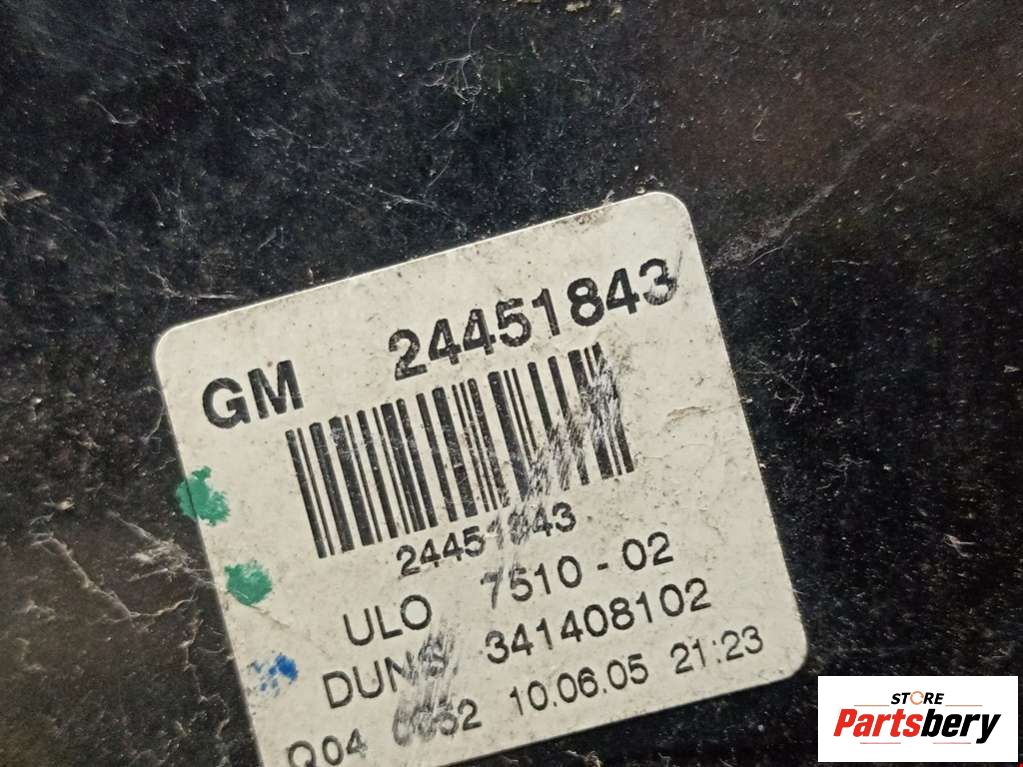 GM 24451843
24451843
ULO 7510-02
DUNS 341408102
Q04 10.06.05 21:23
STORE
Partsbery